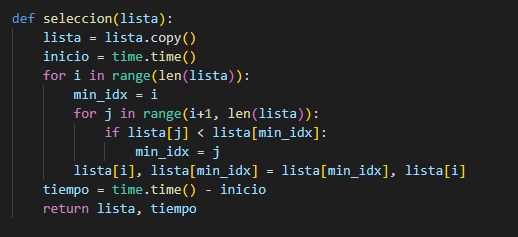 def seleccion(lista):
    lista = lista.copy()
    inicio = time.time()
    for i in range(len(lista)):
        min_idx = i
        for j in range(i+1, len(lista)):
            if lista[j] < lista[min_idx]:
                min_idx = j
        lista[i], lista[min_idx] = lista[min_idx], lista[i]
    tiempo = time.time() - inicio
    return lista, tiempo